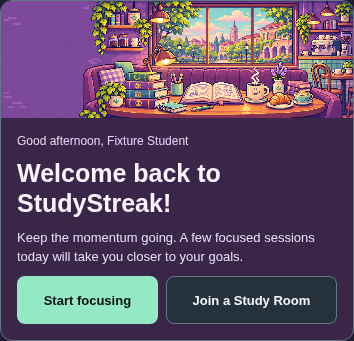 Good afternoon, Fixture Student
Welcome back to
StudyStreak!
Keep the momentum going. A few focused sessions
today will take you closer to your goals.
Start focusing
Join a Study Room